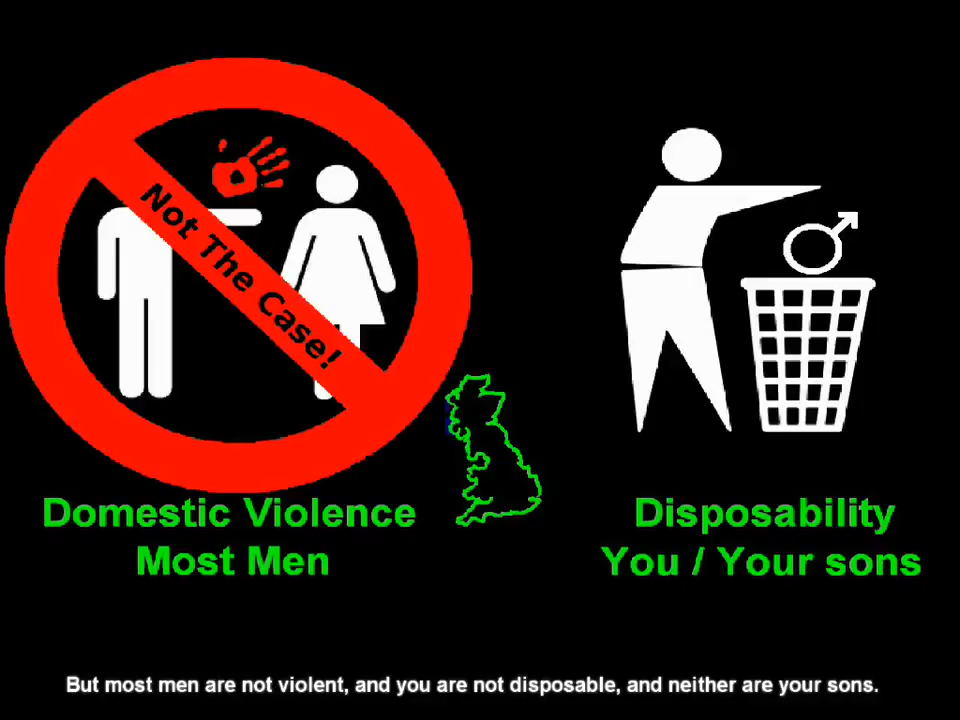 Not The Case!
Domestic Violence
Most Men
Disposability
You / Your sons
But most men are not violent, and you are not disposable, and neither are your sons.